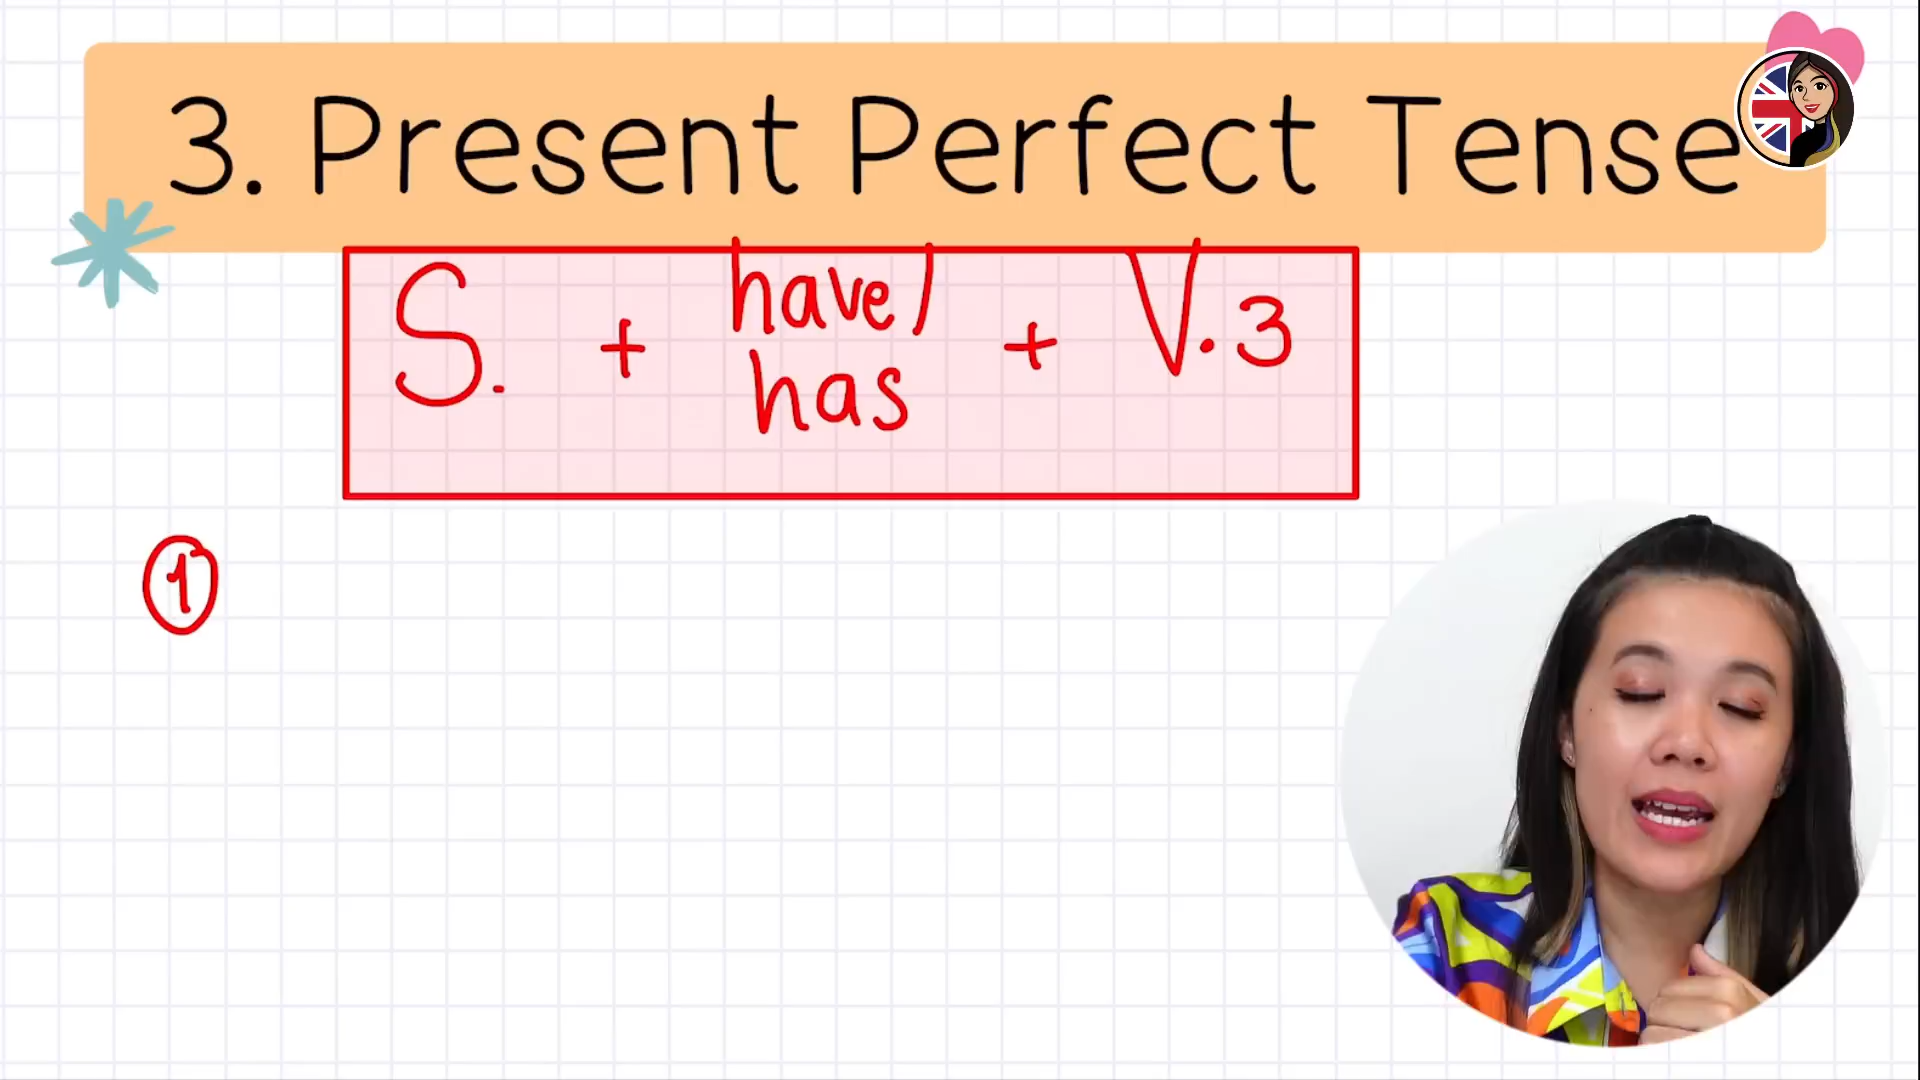 3. Present Perfect Tense
S. + have/ + V.3
has
1